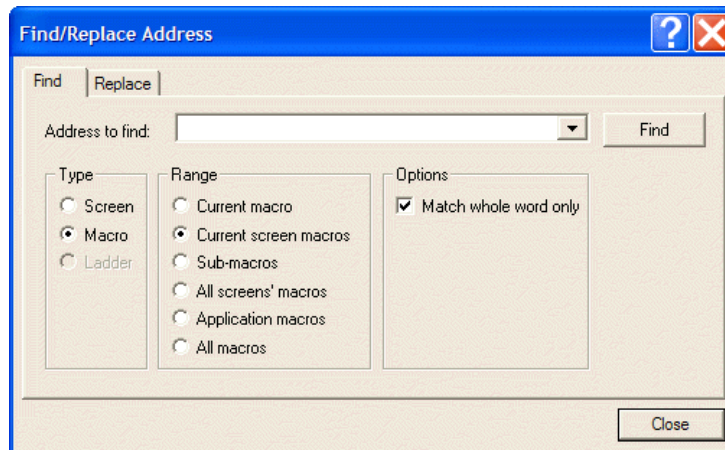 Find/Replace Address
Find Replace
Address to find: Find
Type
Screen
Macro
Ladder
Range
Current macro
Current screen macros
Sub-macros
All screens' macros
Application macros
All macros
Options
Match whole word only
Close